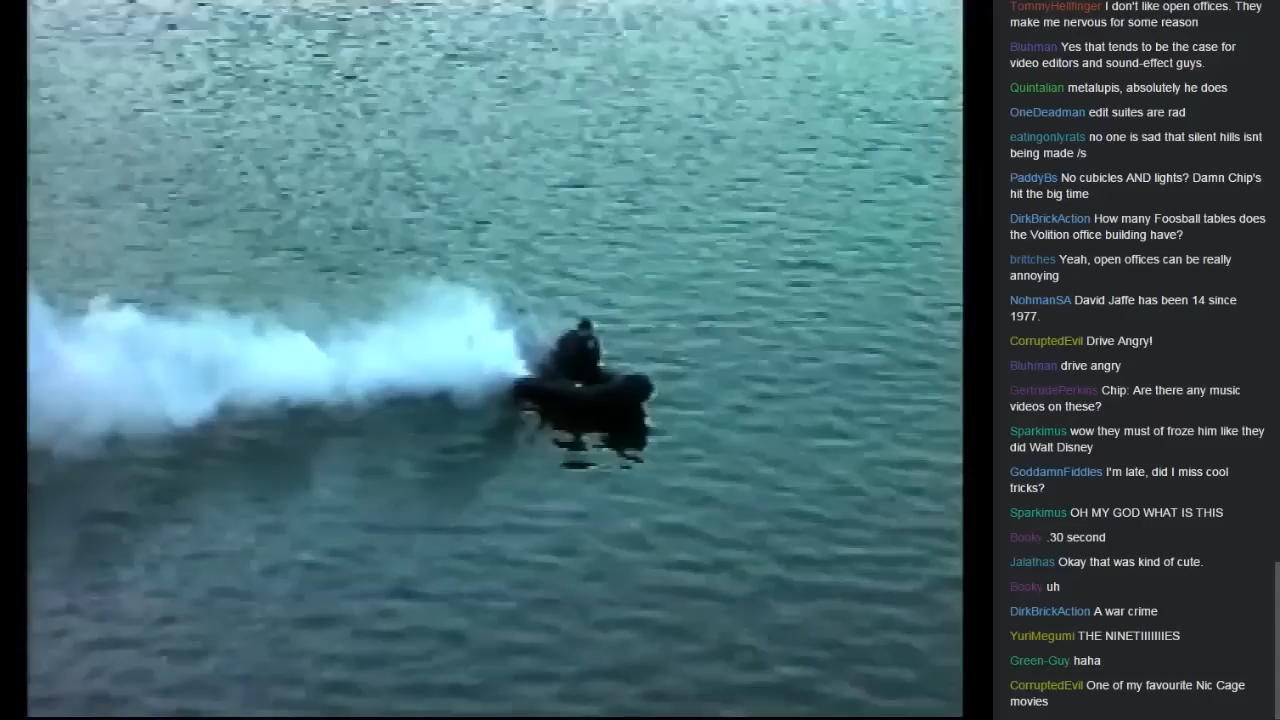 TommyHellfinger I don't like open offices. They
make me nervous for some reason
Bluhman Yes that tends to be the case for
video editors and sound-effect guys.
Quintalian metalupis, absolutely he does
OneDeadman edit suites are rad
eatingonlyrats no one is sad that silent hills isnt
being made /s
PaddyBs No cubicles AND lights? Damn Chip's
hit the big time
DirkBrickAction How many Foosball tables does
the Volition office building have?
brittches Yeah, open offices can be really
annoying
NohmanSA David Jaffe has been 14 since
1977.
CorruptedEvil Drive Angry!
Bluhman drive angry
GertrudePerkins Chip: Are there any music
videos on these?
Sparkimus wow they must of froze him like they
did Walt Disney
GoddamnFiddles I'm late, did I miss cool
tricks?
Sparkimus OH MY GOD WHAT IS THIS
Booky .30 second
Jalathas Okay that was kind of cute.
Booky uh
DirkBrickAction A war crime
YuriMegumi THE NINETIIIIIIIES
Green-Guy haha
CorruptedEvil One of my favourite Nic Cage
movies